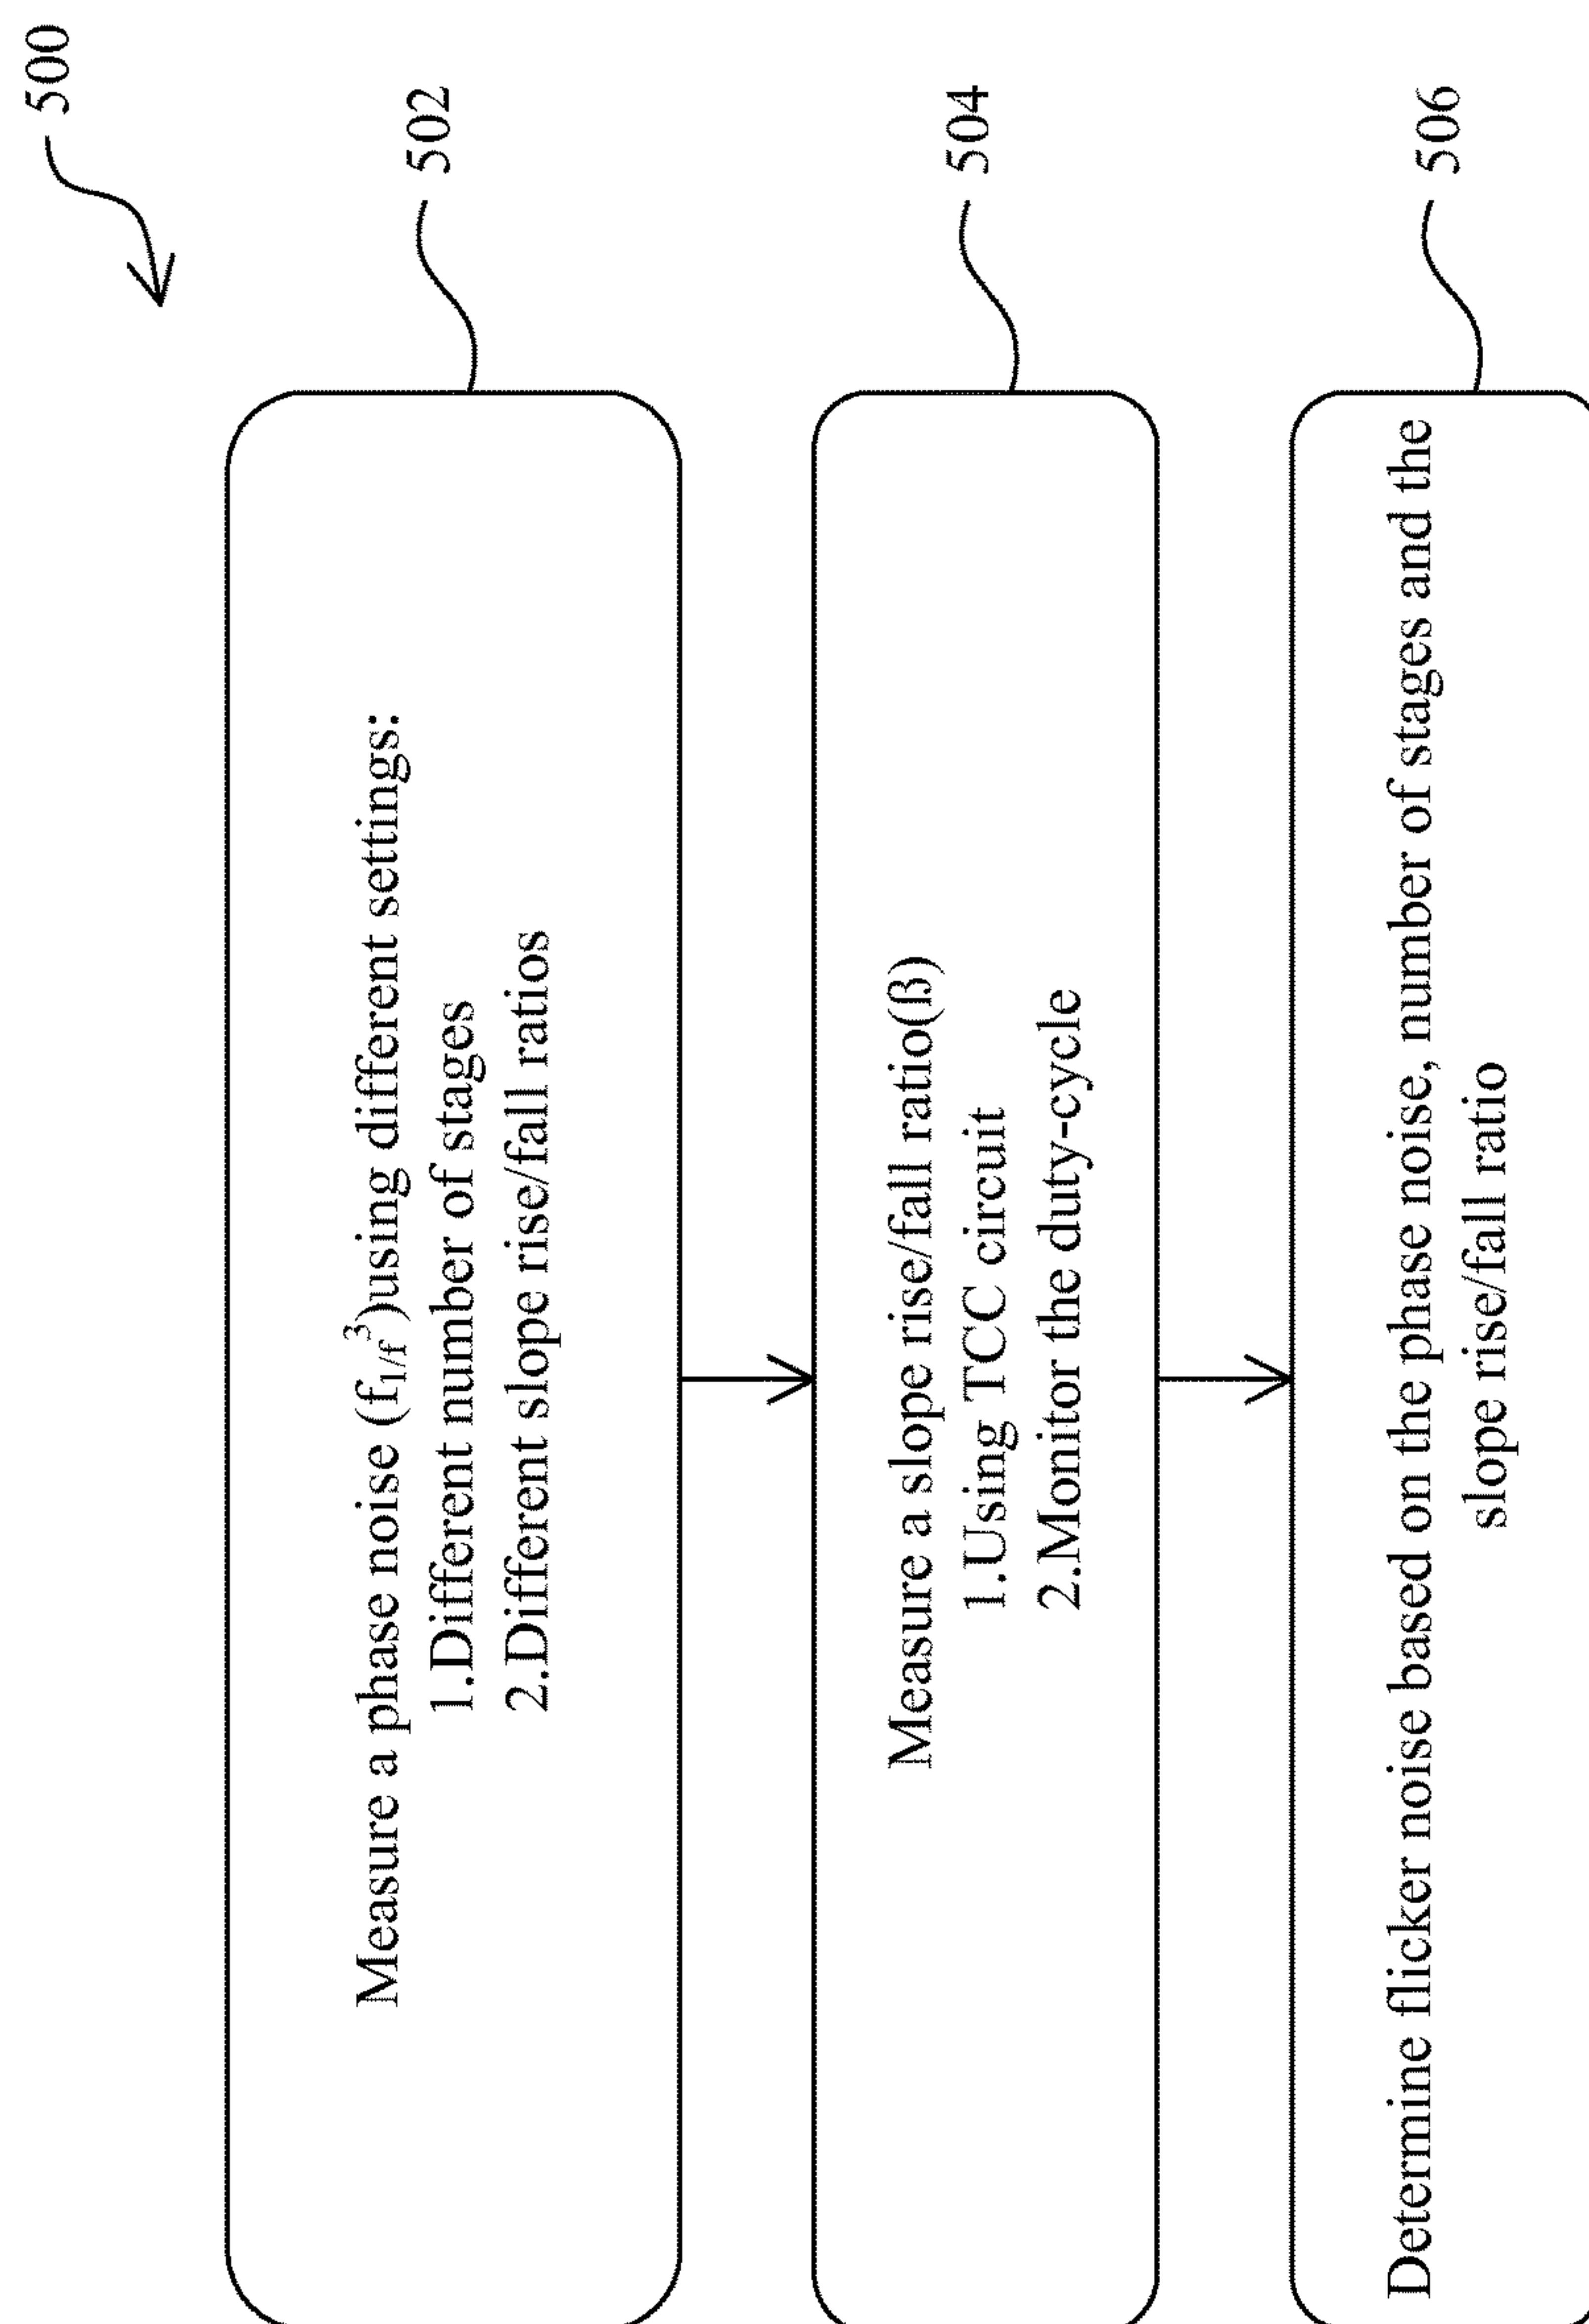 500
Measure a phase noise (f1/f3)using different settings:
1.Different number of stages
2.Different slope rise/fall ratios
502
Measure a slope rise/fall ratio(ß)
1.Using TCC circuit
2.Monitor the duty-cycle
504
Determine flicker noise based on the phase noise, number of stages and the
slope rise/fall ratio
506